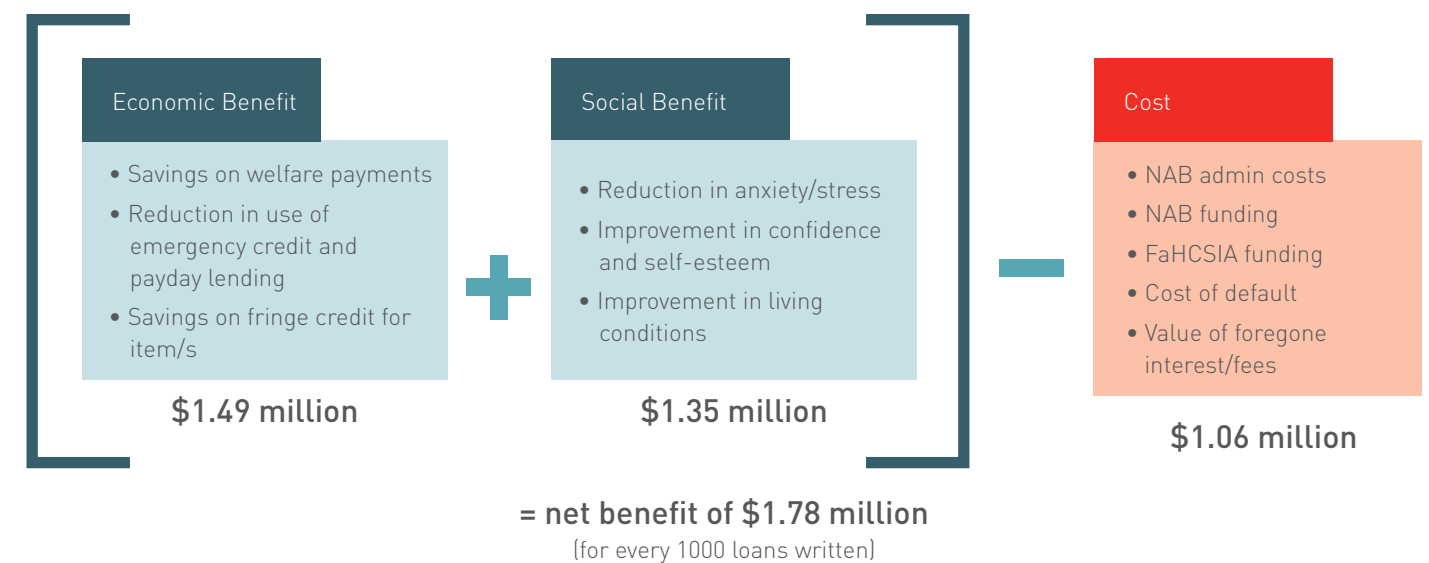 Economic Benefit
• Savings on welfare payments
• Reduction in use of
emergency credit and
payday lending
• Savings on fringe credit for
item/s
$1.49 million
Social Benefit
• Reduction in anxiety/stress
• Improvement in confidence
and self-esteem
• Improvement in living
conditions
$1.35 million
Cost
• NAB admin costs
• NAB funding
• FaHCSIA funding
• Cost of default
• Value of foregone
interest/fees
$1.06 million
= net benefit of $1.78 million
(for every 1000 loans written)